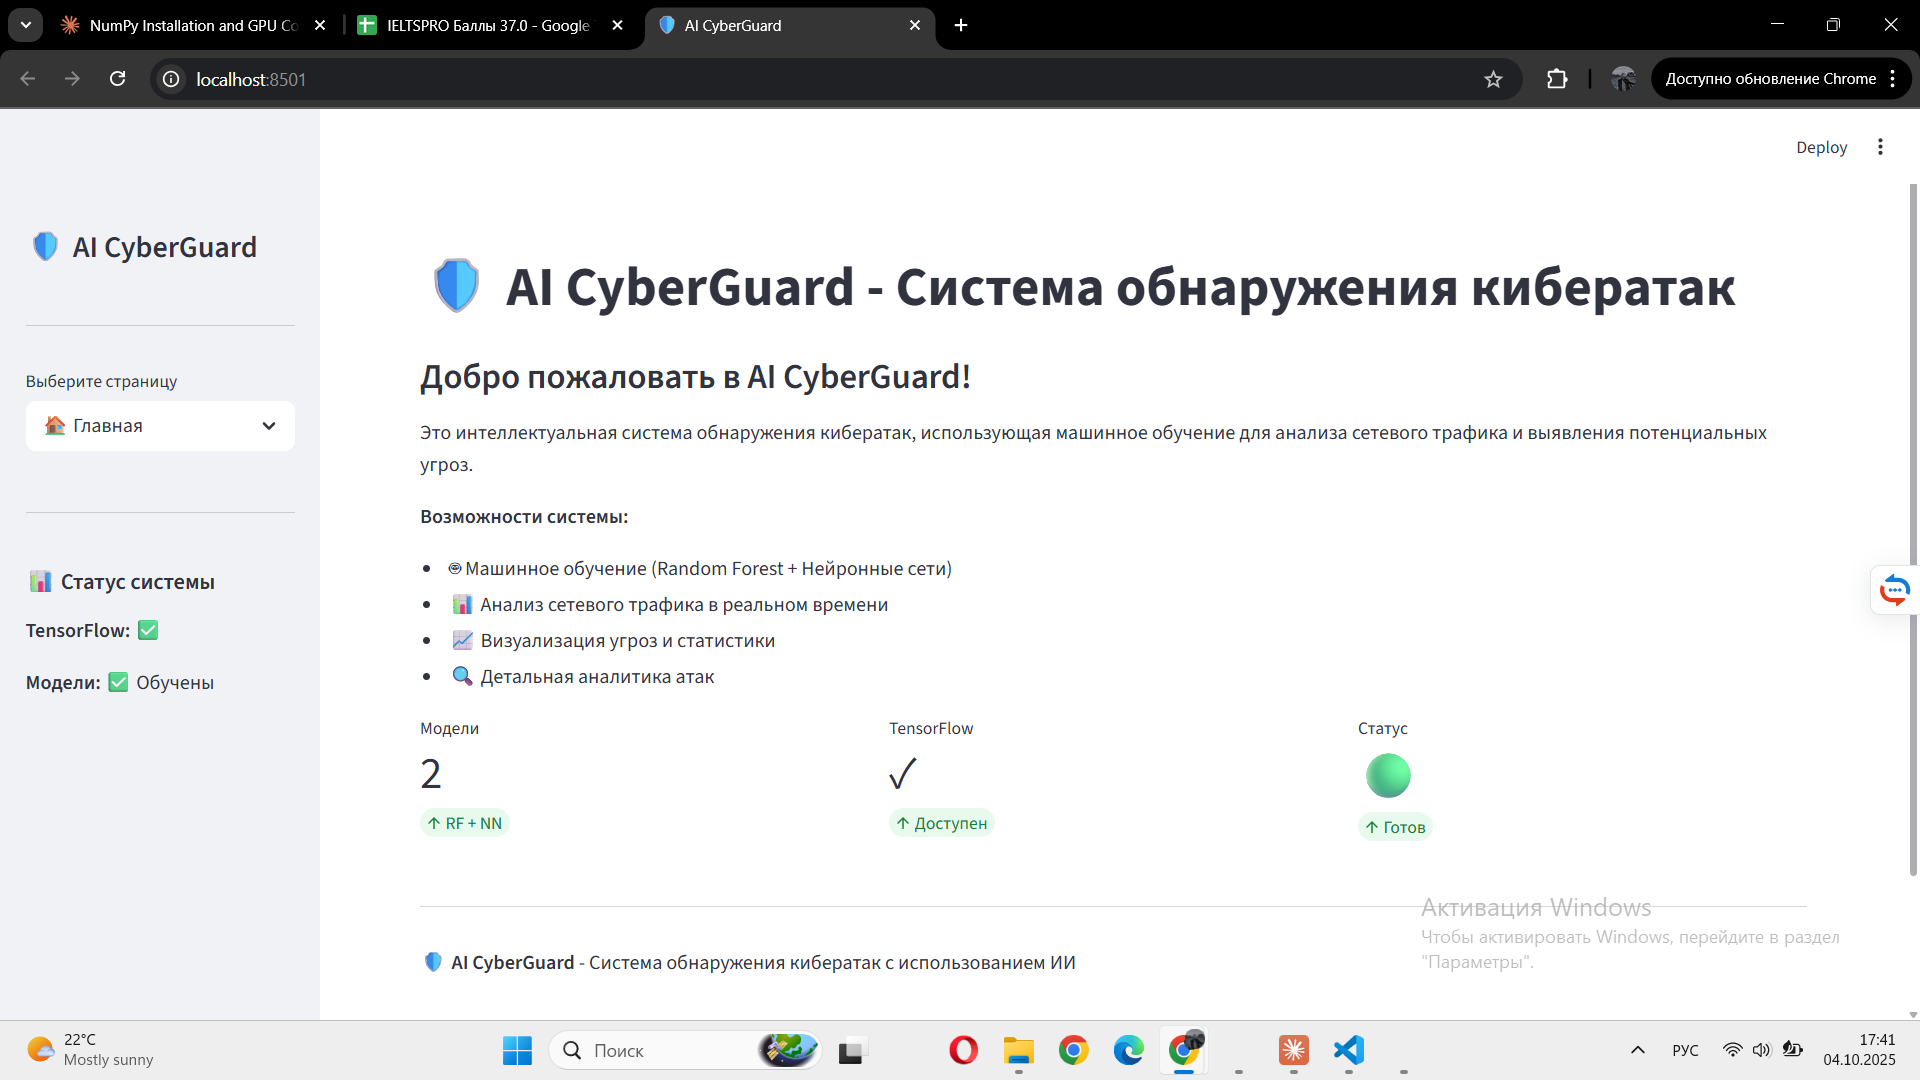 NumPy Installation and GPU Co
IELTSPRO Баллы 37.0 - Google
AI CyberGuard
localhost:8501
Доступно обновление Chrome
Deploy
AI CyberGuard
Выберите страницу
Главная
Статус системы
TensorFlow:
Модели: Обучены
AI CyberGuard - Система обнаружения кибератак
Добро пожаловать в AI CyberGuard!
Это интеллектуальная система обнаружения кибератак, использующая машинное обучение для анализа сетевого трафика и выявления потенциальных
угроз.
Возможности системы:
Машинное обучение (Random Forest + Нейронные сети)
Анализ сетевого трафика в реальном времени
Визуализация угроз и статистики
Детальная аналитика атак
Модели
2
↑ RF + NN
TensorFlow
✓
↑ Доступен
Статус
↑ Готов
AI CyberGuard - Система обнаружения кибератак с использованием ИИ
Активация Windows
Чтобы активировать Windows, перейдите в раздел
"Параметры".
22°C
Mostly sunny
Поиск
РУС
17:41
04.10.2025